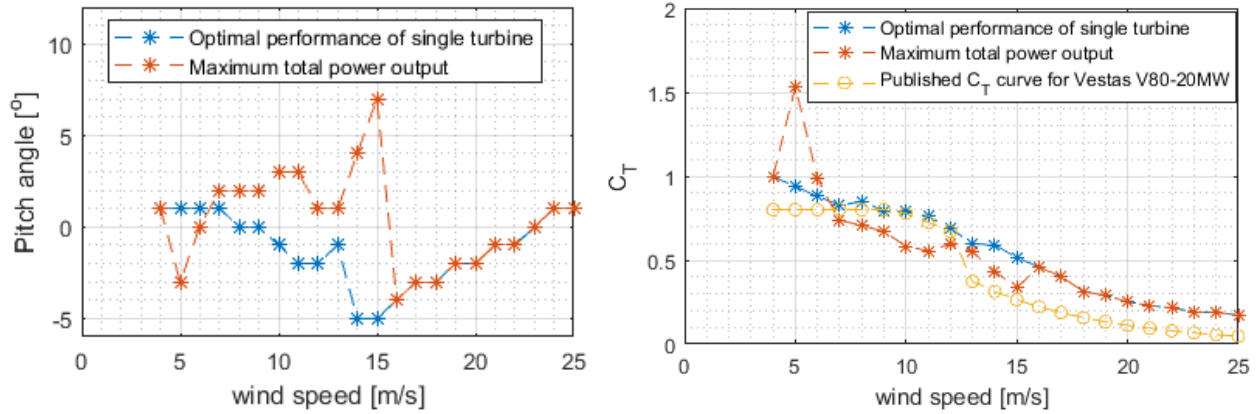 10
5
0
-5
Pitch angle [°]
Optimal performance of single turbine
Maximum total power output
0 5 10 15 20 25
wind speed [m/s]
2
1.5
1
0.5
0
C_T
Optimal performance of single turbine
Maximum total power output
Published C_T curve for Vestas V80-20MW
0 5 10 15 20 25
wind speed [m/s]